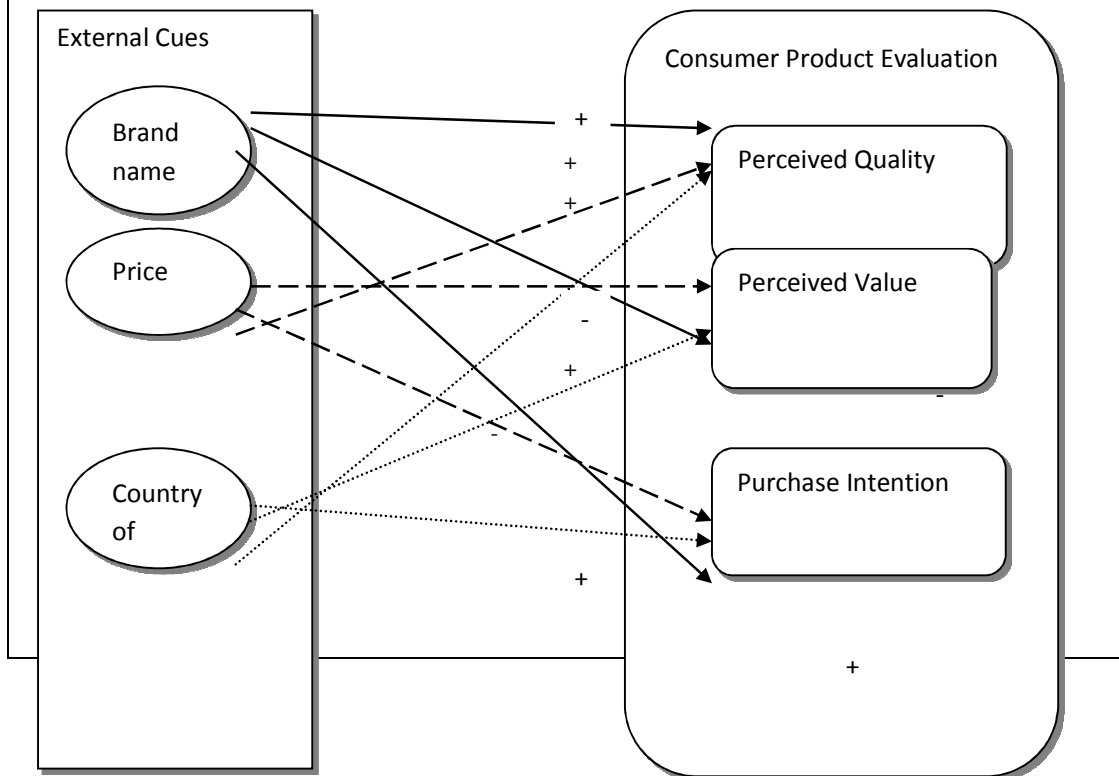 External Cues
Consumer Product Evaluation
Brand
name
+
Perceived Quality
+
+
Price
Perceived Value
-
+
-
-
Country
of
Purchase Intention
+
+